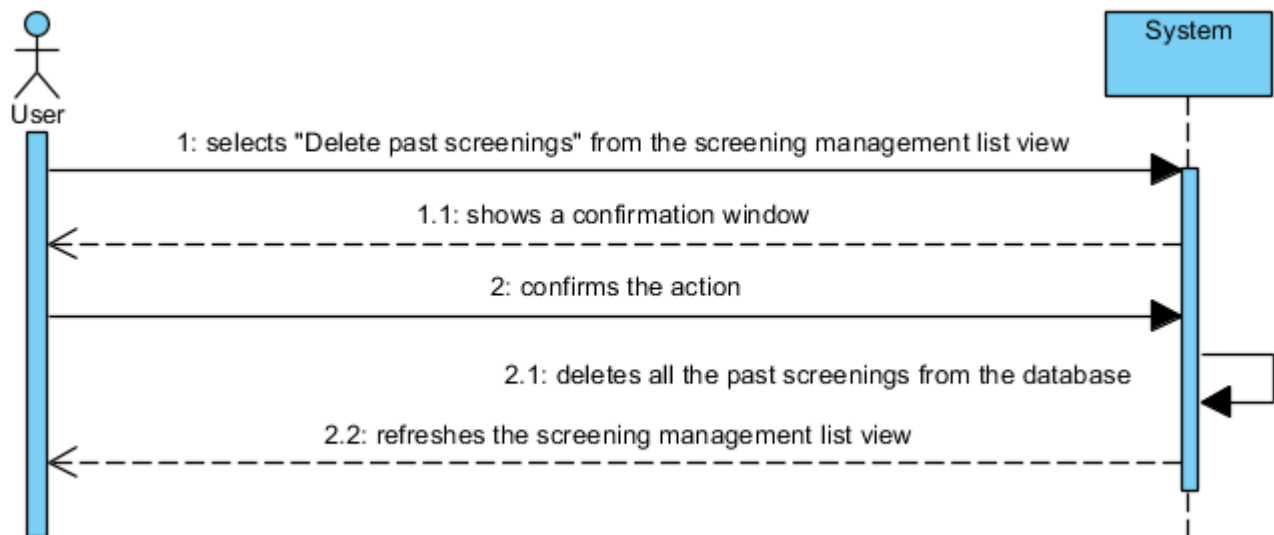 System
User
1: selects "Delete past screenings" from the screening management list view
1.1: shows a confirmation window
2: confirms the action
2.1: deletes all the past screenings from the database
2.2: refreshes the screening management list view